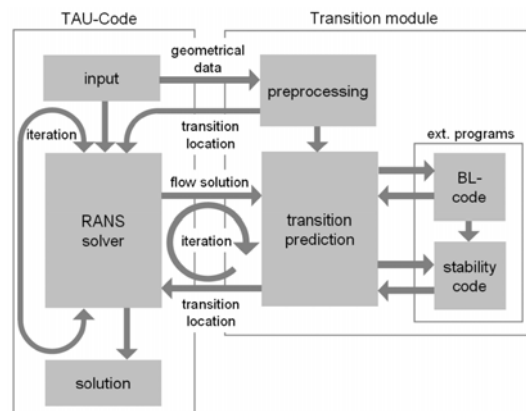 TAU-Code
Transition module
geometrical
data
input
preprocessing
iteration
transition
location
ext. programs
flow solution
BL-
code
RANS
solver
iteration
transition
prediction
stability
code
transition
location
solution